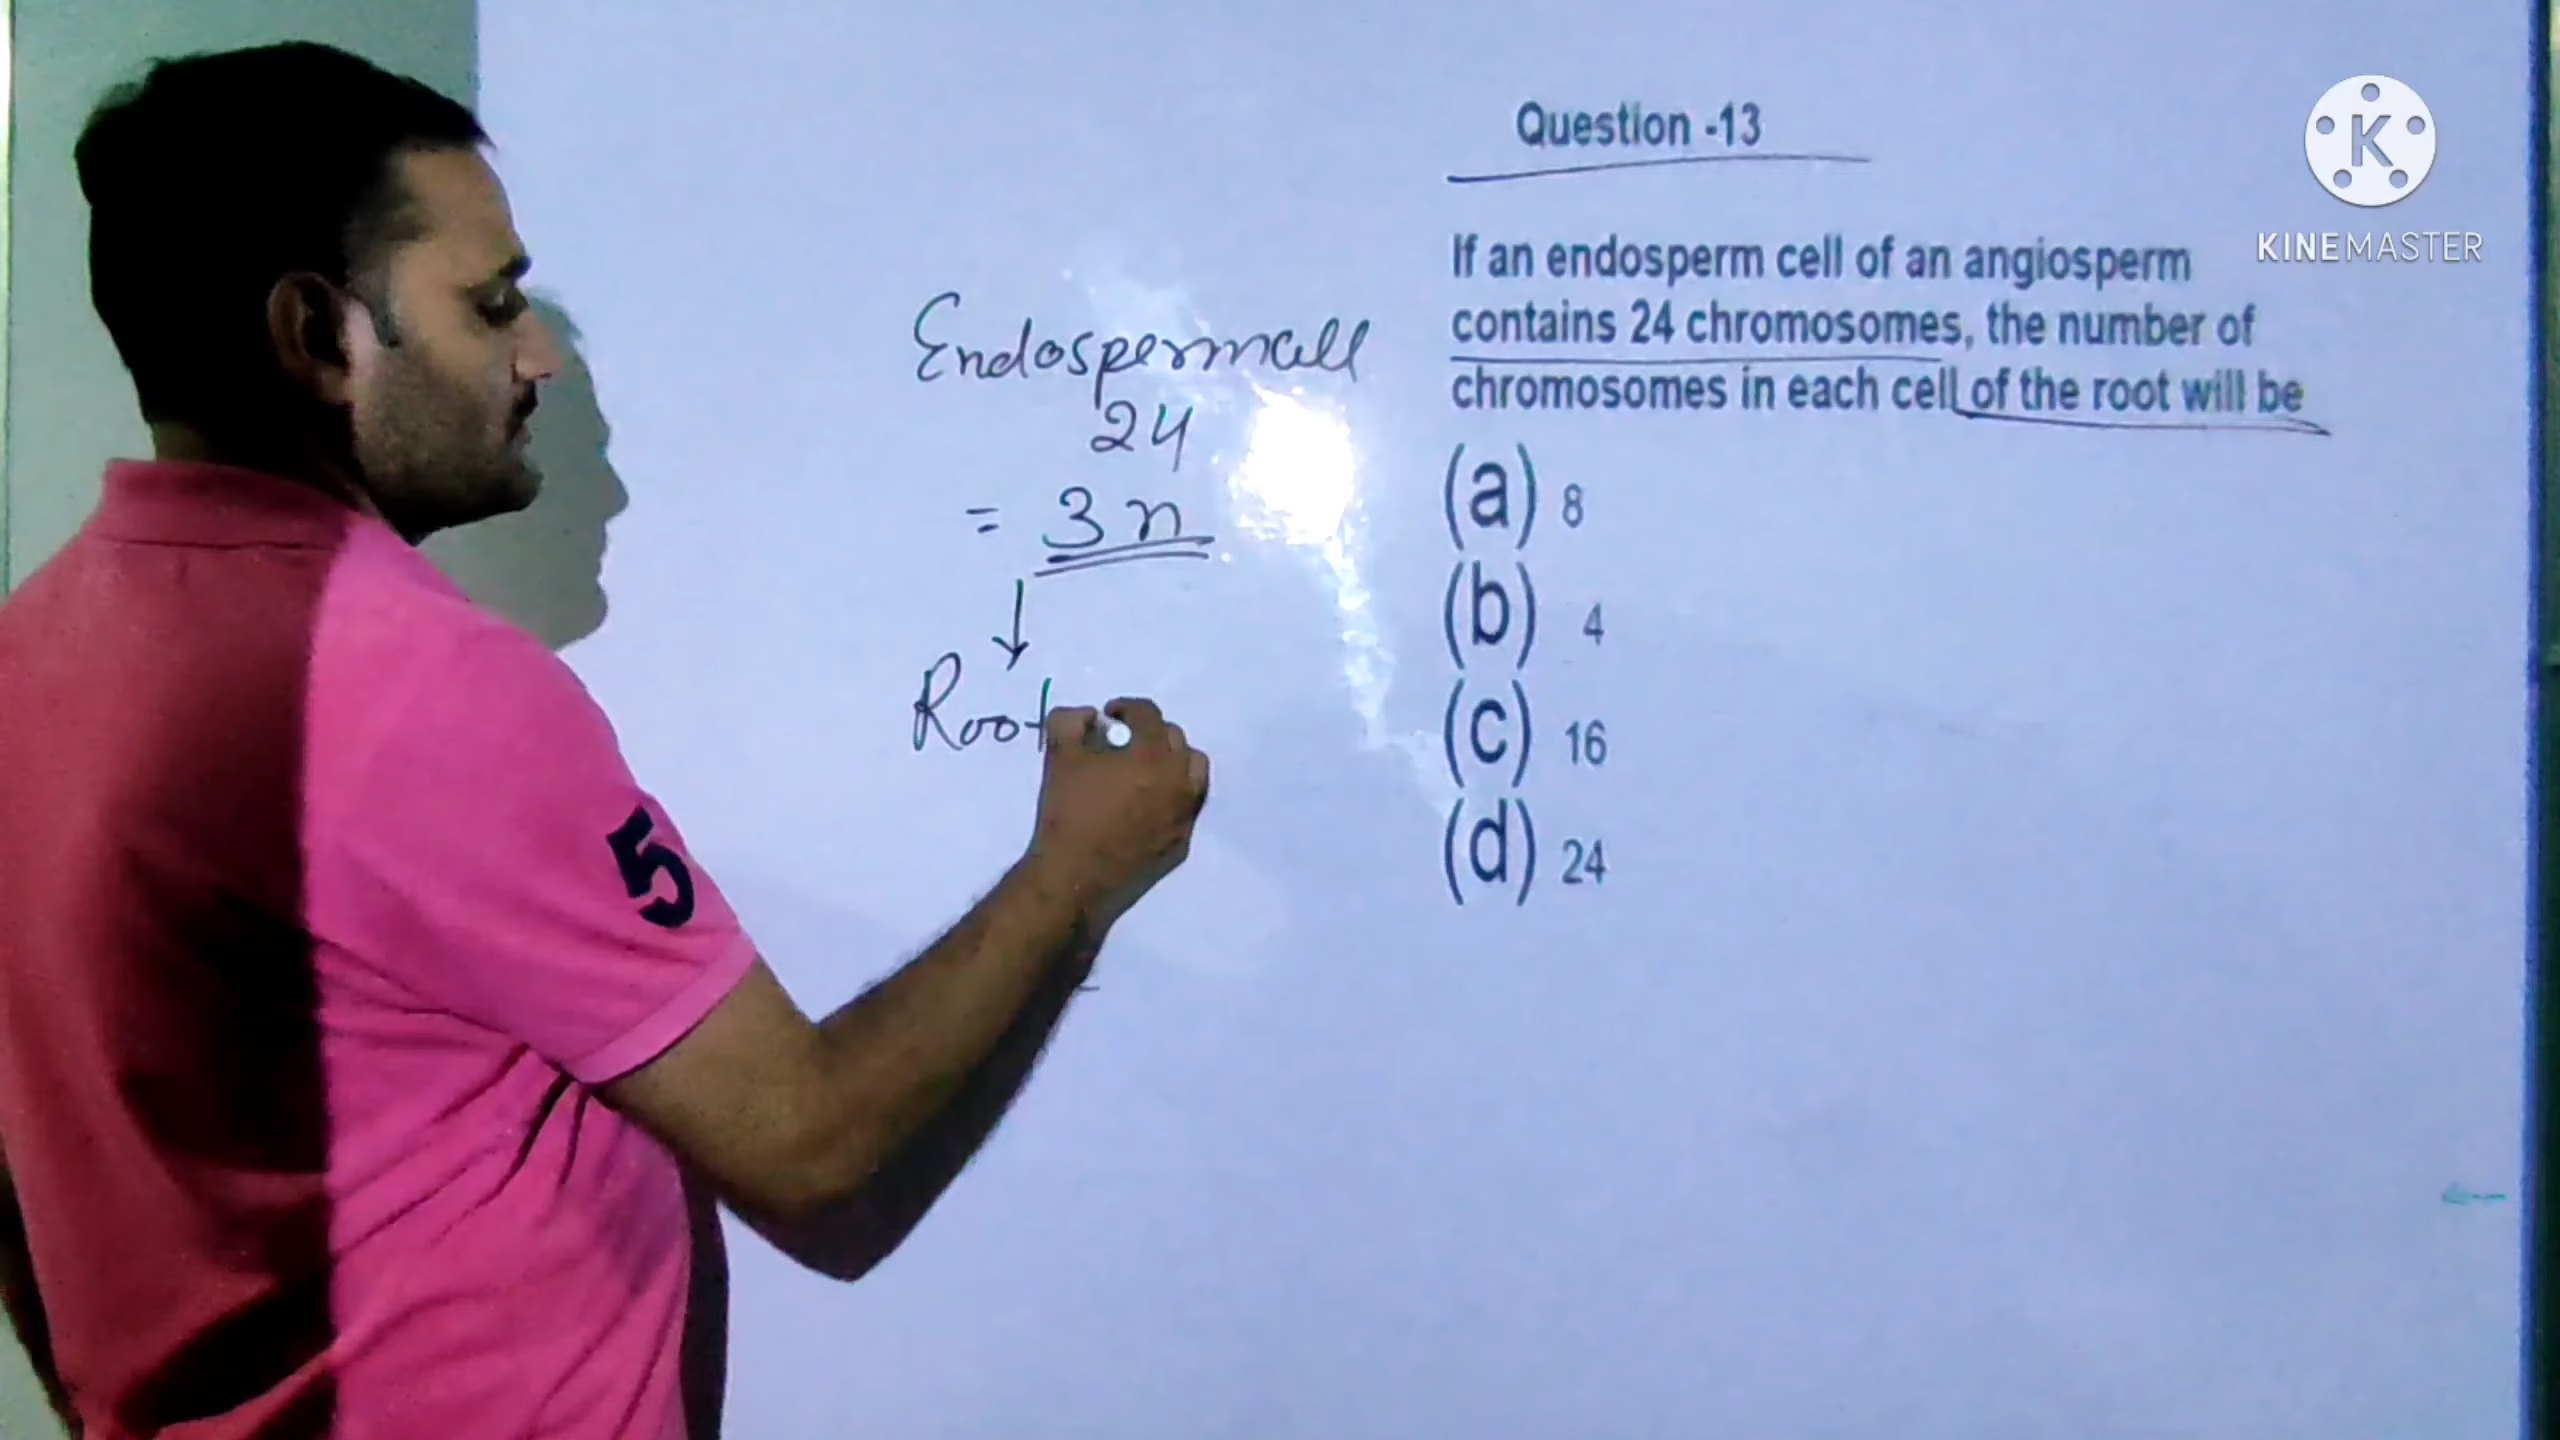 Question -13
KINEMASTER
If an endosperm cell of an angiosperm
contains 24 chromosomes, the number of
chromosomes in each cell of the root will be
(a) 8
(b) 4
(c) 16
(d) 24
Endospermcell
24
= 3n
Root
5
K